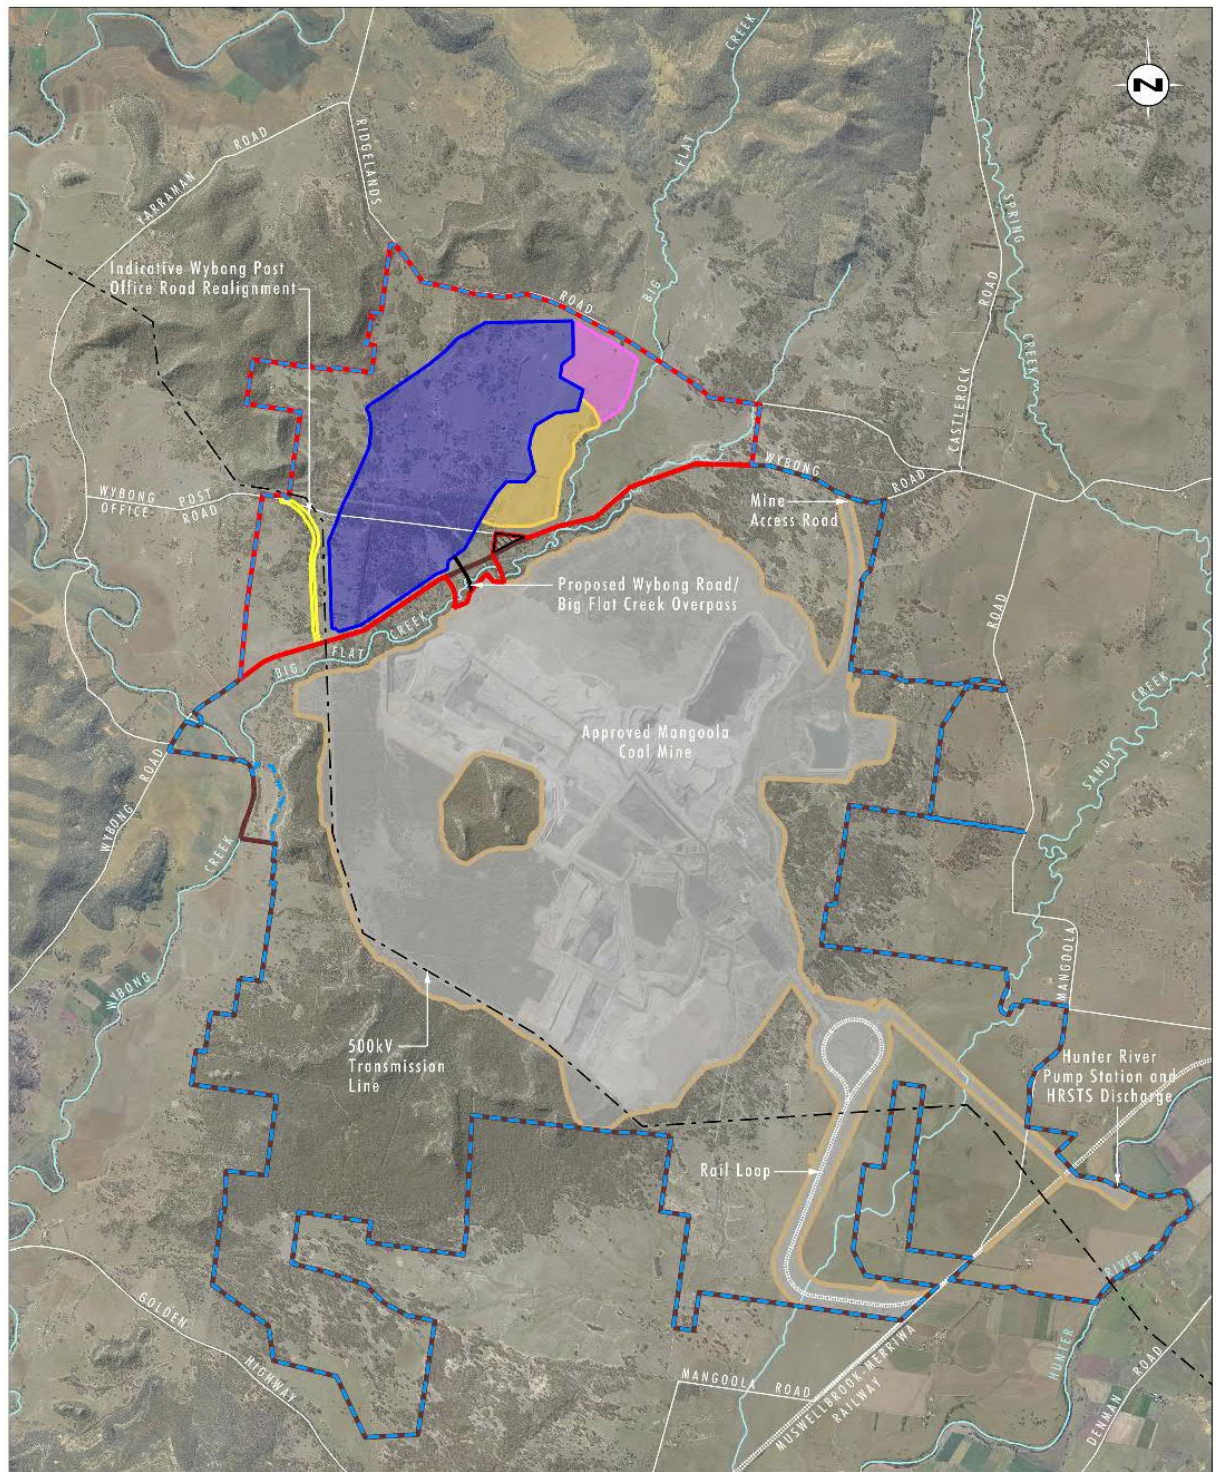 CREEK
N
FLAT
BIG
YARRAMAN ROAD
RIDGELANDS
ROAD
SPRING
CREEK
CASTLEROCK ROAD
Indicative Wybong Post
Office Road Realignment
WYBONG POST
OFFICE ROAD
WYBONG
ROAD
Mine
Access Road
Proposed Wybong Road/
Big Flat Creek Overpass
BIG FLAT CREEK
ROAD
SANDY CREEK
Approved Mangoola
Coal Mine
WYBONG ROAD
CREEK
WYBONG
MANGOOLA
500kV
Transmission
Line
Hunter River
Pump Station and
HRSTS Discharge
Rail Loop
RIVER
HUNTER
GOLDEN
HIGHWAY
MANGOOLA ROAD
MUSWELLBROOK-MERRIWA
RAILWAY
DENMAN ROAD